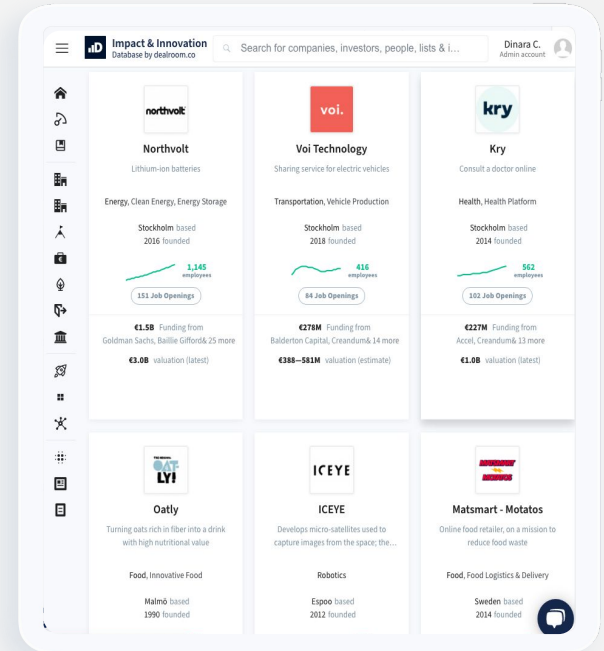 Impact & Innovation
Database by dealroom.co
Search for companies, investors, people, lists & i...
Dinara C.
Admin account
northvolt
Northvolt
Lithium-ion batteries
Energy, Clean Energy, Energy Storage
Stockholm based
2016 founded
1,145
employees
151 Job Openings
€1.5B Funding from
Goldman Sachs, Baillie Gifford& 25 more
€3.0B valuation (latest)
voi.
Voi Technology
Sharing service for electric vehicles
Transportation, Vehicle Production
Stockholm based
2018 founded
416
employees
84 Job Openings
€278M Funding from
Balderton Capital, Creandum& 14 more
€388—581M valuation (estimate)
kry
Kry
Consult a doctor online
Health, Health Platform
Stockholm based
2014 founded
562
employees
102 Job Openings
€227M Funding from
Accel, Creandum& 13 more
€1.0B valuation (latest)
OAT-
LY!
Oatly
Turning oats rich in fiber into a drink
with high nutritional value
Food, Innovative Food
Malmö based
1990 founded
ICEYE
ICEYE
Develops micro-satellites used to
capture images from the space; the...
Robotics
Espoo based
2012 founded
MATSMART
MOTATOS
Matsmart - Motatos
Online food retailer, on a mission to
reduce food waste
Food, Food Logistics & Delivery
Sweden based
2014 founded